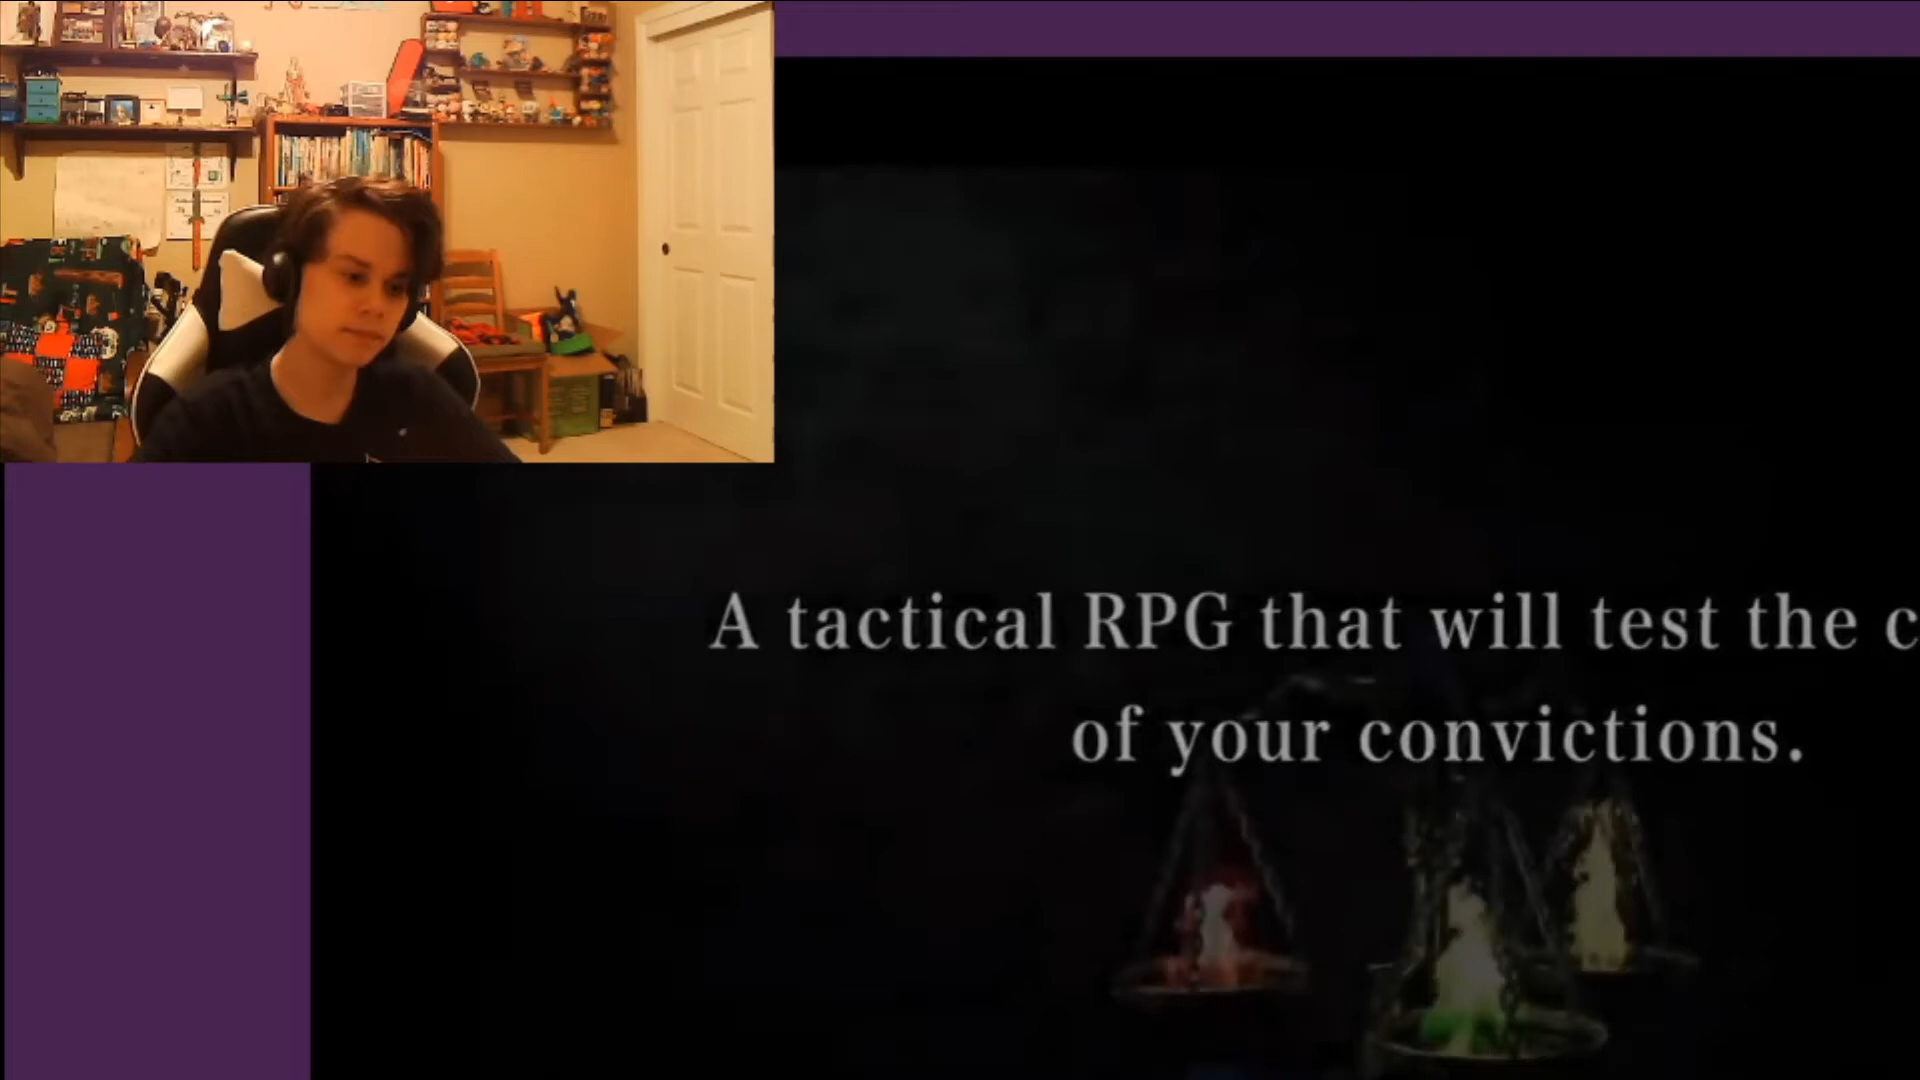 A tactical RPG that will test the c
of your convictions.